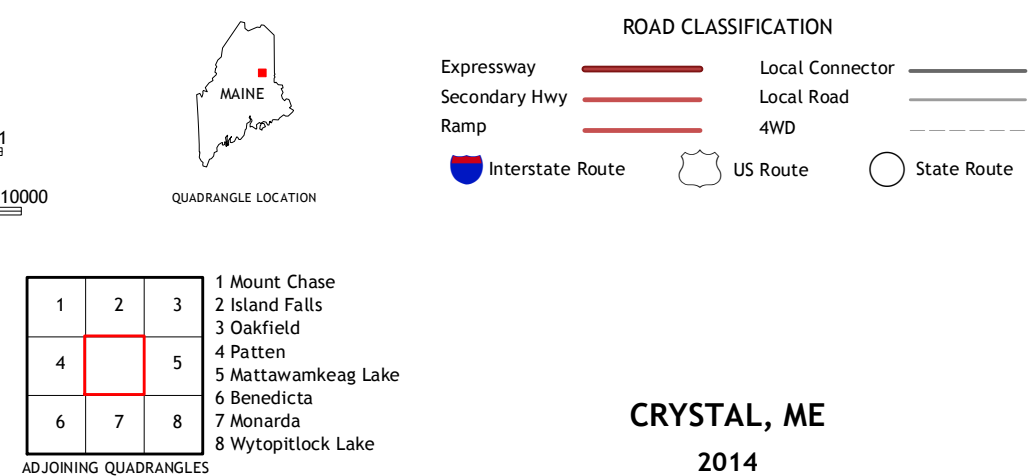 MAINE
QUADRANGLE LOCATION
1
10000
ROAD CLASSIFICATION
Expressway
Secondary Hwy
Ramp
Local Connector
Local Road
4WD
Interstate Route
US Route
State Route
1 2 3
4 5
6 7 8
ADJOINING QUADRANGLES
1 Mount Chase
2 Island Falls
3 Oakfield
4 Patten
5 Mattawamkeag Lake
6 Benedicta
7 Monarda
8 Wytopitlock Lake
CRYSTAL, ME
2014